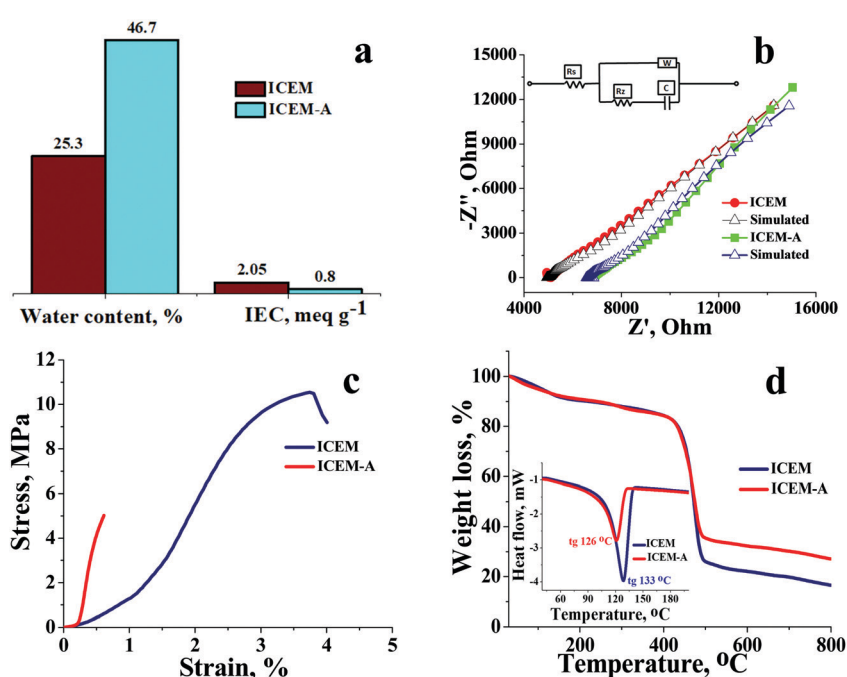 a
46.7
25.3
ICEM
ICEM-A
2.05
0.8
Water content, %
IEC, meq g-1
b
15000
12000
9000
6000
3000
0
-Z'', Ohm
Rs
W
Rz
C
ICEM
Simulated
ICEM-A
Simulated
4000
8000
12000
16000
Z', Ohm
c
12
10
8
6
4
2
0
Stress, MPa
ICEM
ICEM-A
0
1
2
3
4
5
Strain, %
d
100
80
60
40
20
0
Weight loss, %
ICEM
ICEM-A
-1
-2
-3
-4
Heat flow, mW
tg 126 oC
ICEM
ICEM-A
tg 133 oC
60
90
120
150
180
Temperature, oC
200
400
600
800
Temperature, oC